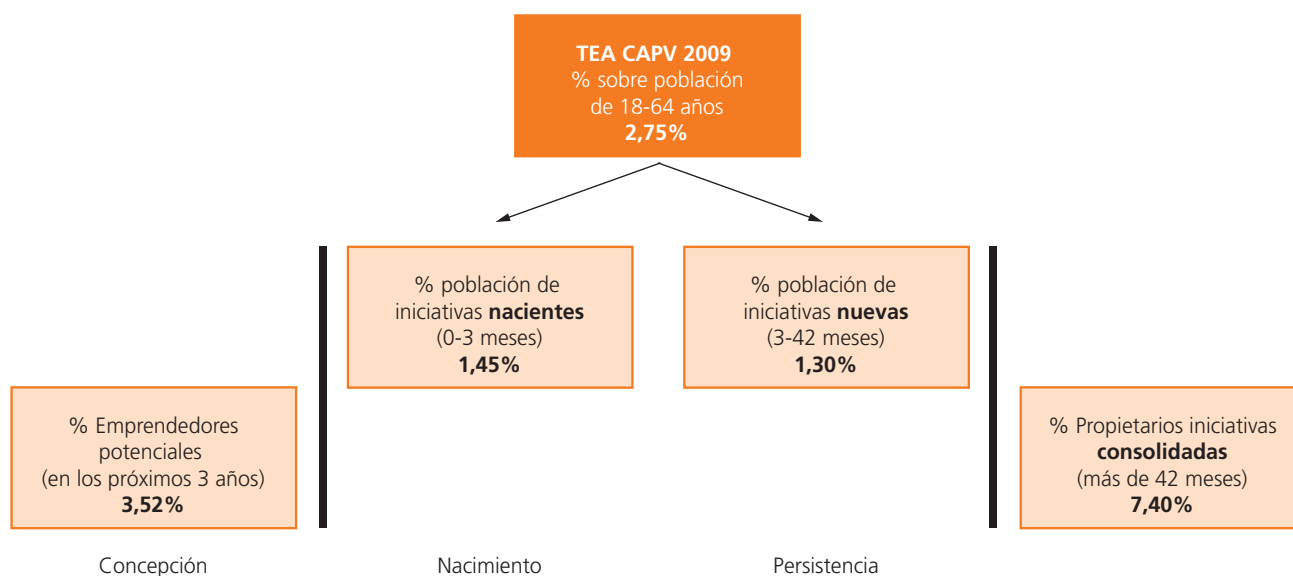 TEA CAPV 2009
% sobre población
de 18-64 años
2,75%
% población de
iniciativas nacientes
(0-3 meses)
1,45%
% población de
iniciativas nuevas
(3-42 meses)
1,30%
% Emprendedores
potenciales
(en los próximos 3 años)
3,52%
% Propietarios iniciativas
consolidadas
(más de 42 meses)
7,40%
Concepción
Nacimiento
Persistencia